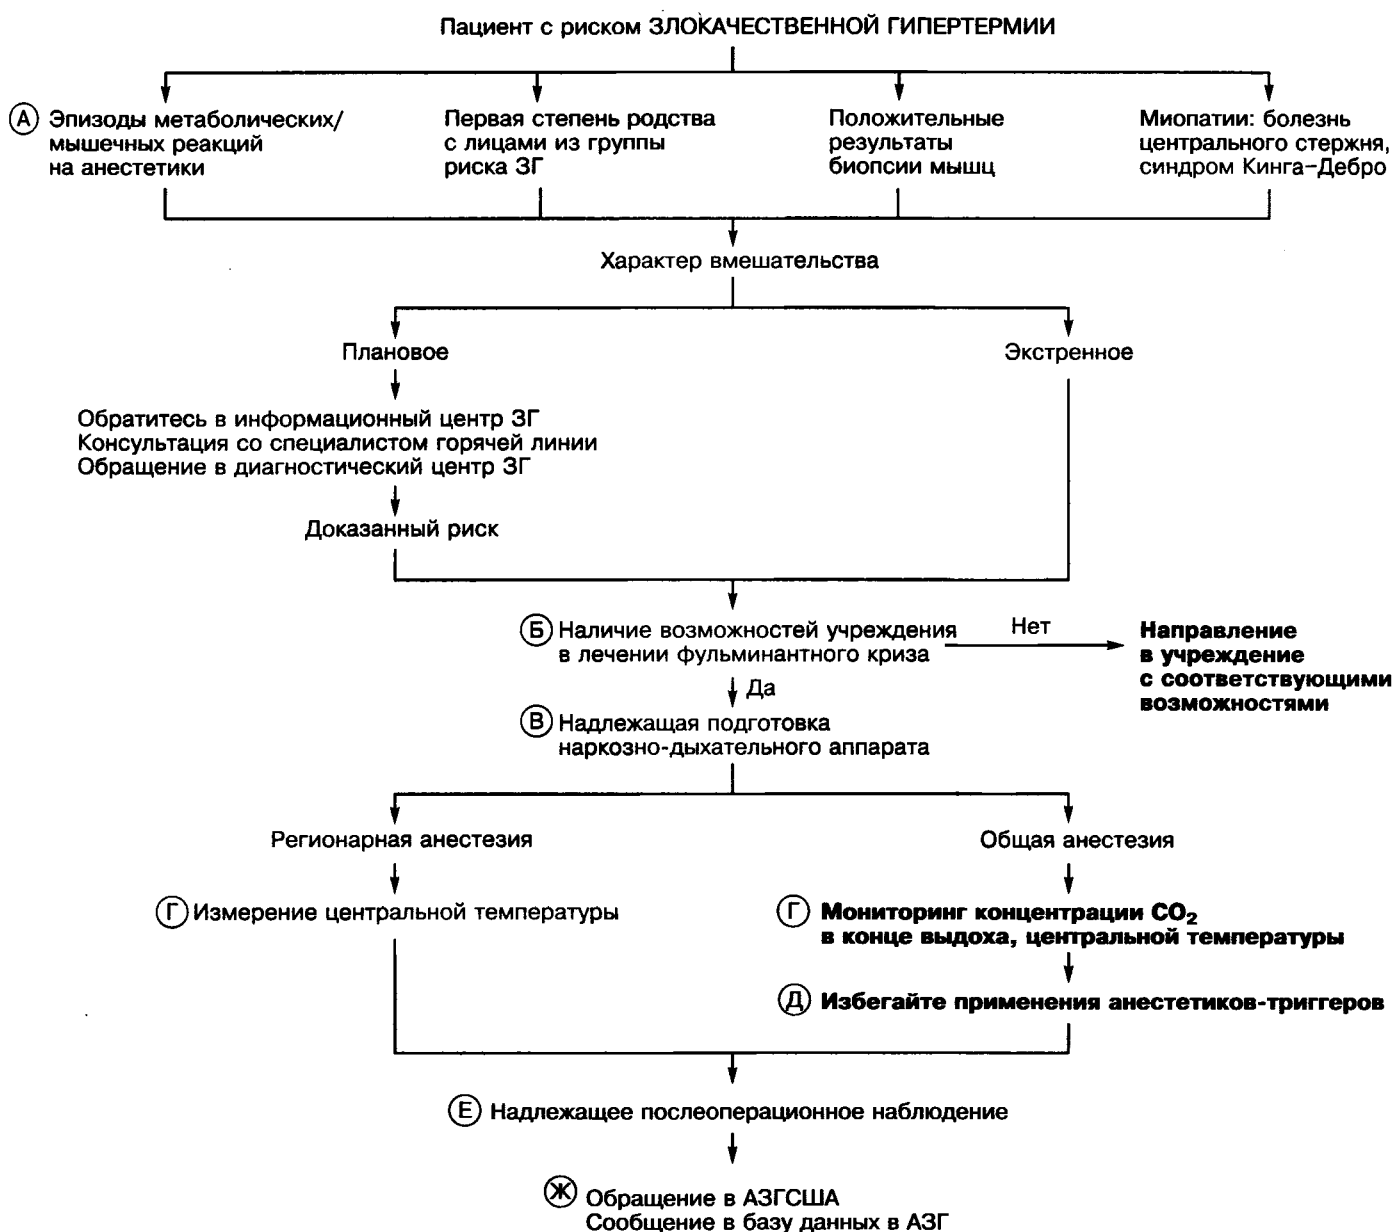 Пациент с риском ЗЛОКАЧЕСТВЕННОЙ ГИПЕРТЕРМИИ
А Эпизоды метаболических/
мышечных реакций
на анестетики
Первая степень родства
с лицами из группы
риска ЗГ
Положительные
результаты
биопсии мышц
Миопатии: болезнь
центрального стержня,
синдром Кинга-Дебро
Характер вмешательства
Плановое
Экстренное
Обратитесь в информационный центр ЗГ
Консультация со специалистом горячей линии
Обращение в диагностический центр ЗГ
Доказанный риск
Б Наличие возможностей учреждения
в лечении фульминантного криза
Нет
Направление
в учреждение
с соответствующими
возможностями
Да
В Надлежащая подготовка
наркозно-дыхательного аппарата
Регионарная анестезия
Общая анестезия
Г Измерение центральной температуры
Г Мониторинг концентрации CO₂
в конце выдоха, центральной температуры
Д Избегайте применения анестетиков-триггеров
Е Надлежащее послеоперационное наблюдение
Ж Обращение в АЗГСША
Сообщение в базу данных в АЗГ